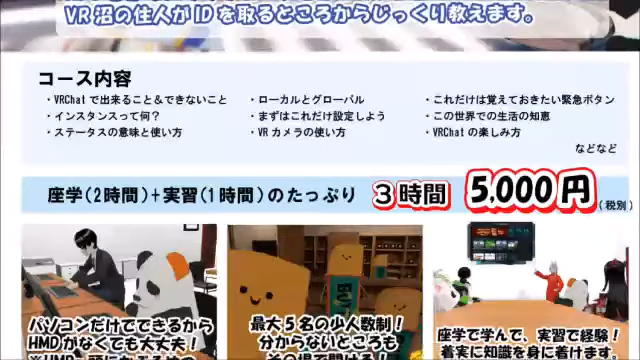 VR沼の住人がIDを取るところからじっくり教えます。
コース内容
・VRChatで出来ること＆できないこと
・インスタンスって何?
・ステータスの意味と使い方
・ローカルとグローバル
・まずはこれだけ設定しよう
・VRカメラの使い方
・これだけは覚えておきたい緊急ボタン
・この世界での生活の知恵
・VRChatの楽しみ方
などなど
座学(2時間)+実習(1時間)のたっぷり 3時間 5,000円(税別)
パソコンだけでできるから
HMDがなくても大丈夫!
最大5名の少人数制!
分からないところも
その場で聞ける!
座学で学んで、実習で経験!
着実に知識を身に着けます。